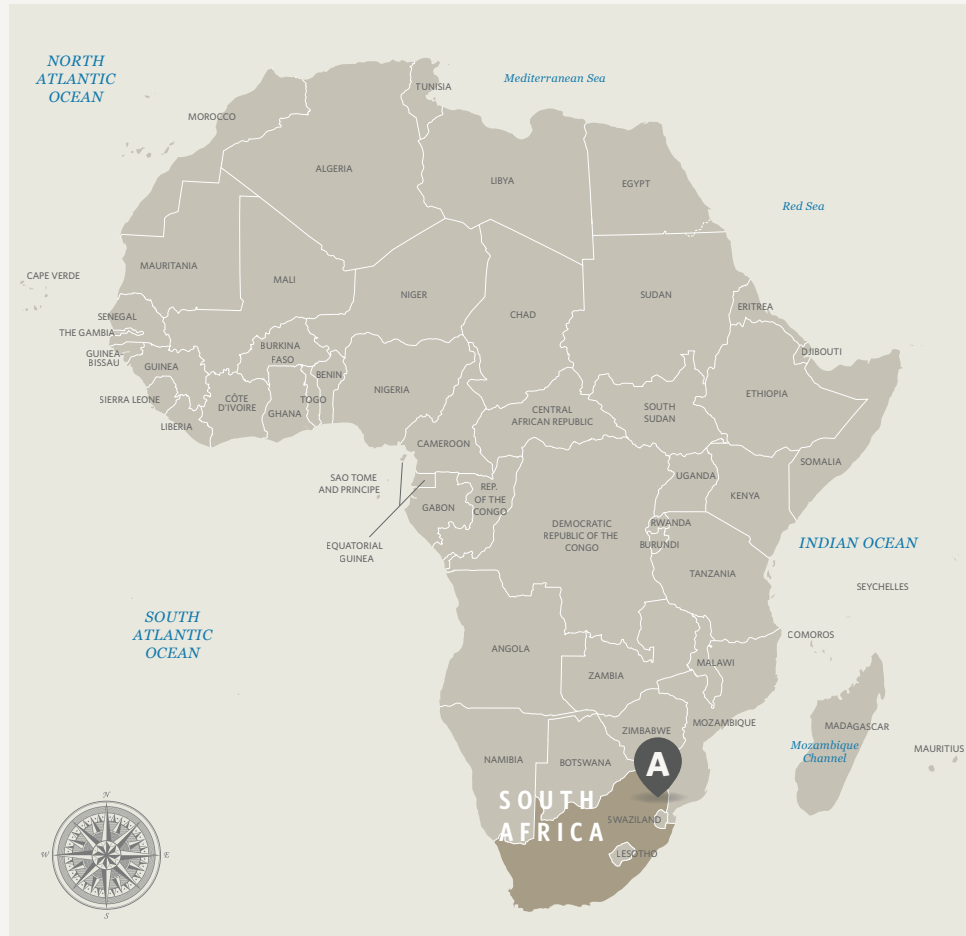 NORTH
ATLANTIC
OCEAN
Mediterranean Sea
TUNISIA
MOROCCO
ALGERIA
LIBYA
EGYPT
Red Sea
MAURITANIA
CAPE VERDE
MALI
NIGER
SUDAN
ERITREA
CHAD
SENEGAL
THE GAMBIA
GUINEA-
BISSAU
BURKINA
FASO
DJIBOUTI
GUINEA
BENIN
NIGERIA
ETHIOPIA
SIERRA LEONE
CÔTE
D'IVOIRE
TOGO
GHANA
CENTRAL
AFRICAN REPUBLIC
SOUTH
SUDAN
LIBERIA
CAMEROON
SOMALIA
SAO TOME
AND PRINCIPE
UGANDA
REP.
OF THE
CONGO
KENYA
GABON
DEMOCRATIC
REPUBLIC OF THE
CONGO
RWANDA
EQUATORIAL
GUINEA
BURUNDI
INDIAN OCEAN
TANZANIA
SEYCHELLES
SOUTH
ATLANTIC
OCEAN
COMOROS
ANGOLA
MALAWI
ZAMBIA
MOZAMBIQUE
MADAGASCAR
ZIMBABWE
Mozambique
Channel
MAURITIUS
NAMIBIA
BOTSWANA
A
SOUTH
AFRICA
SWAZILAND
LESOTHO
N
W
E
S